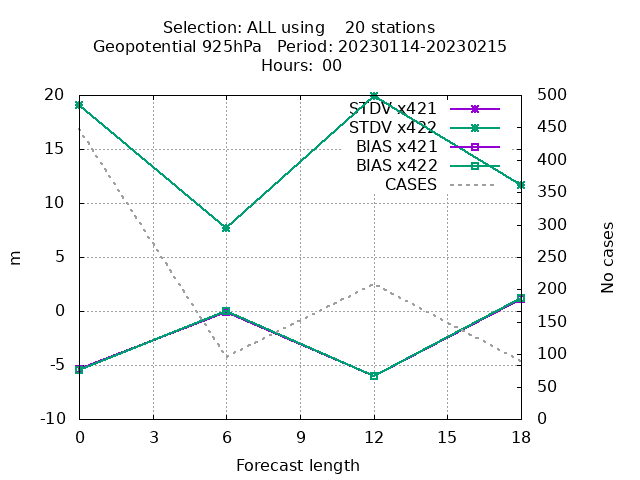 Selection: ALL using    20 stations
Geopotential 925hPa   Period: 20230114-20230215
Hours: 00
STDV x421
STDV x422
BIAS x421
BIAS x422
CASES
20
15
10
5
0
-5
-10
m
500
450
400
350
300
250
200
150
100
50
0
No cases
0 3 6 9 12 15 18
Forecast length